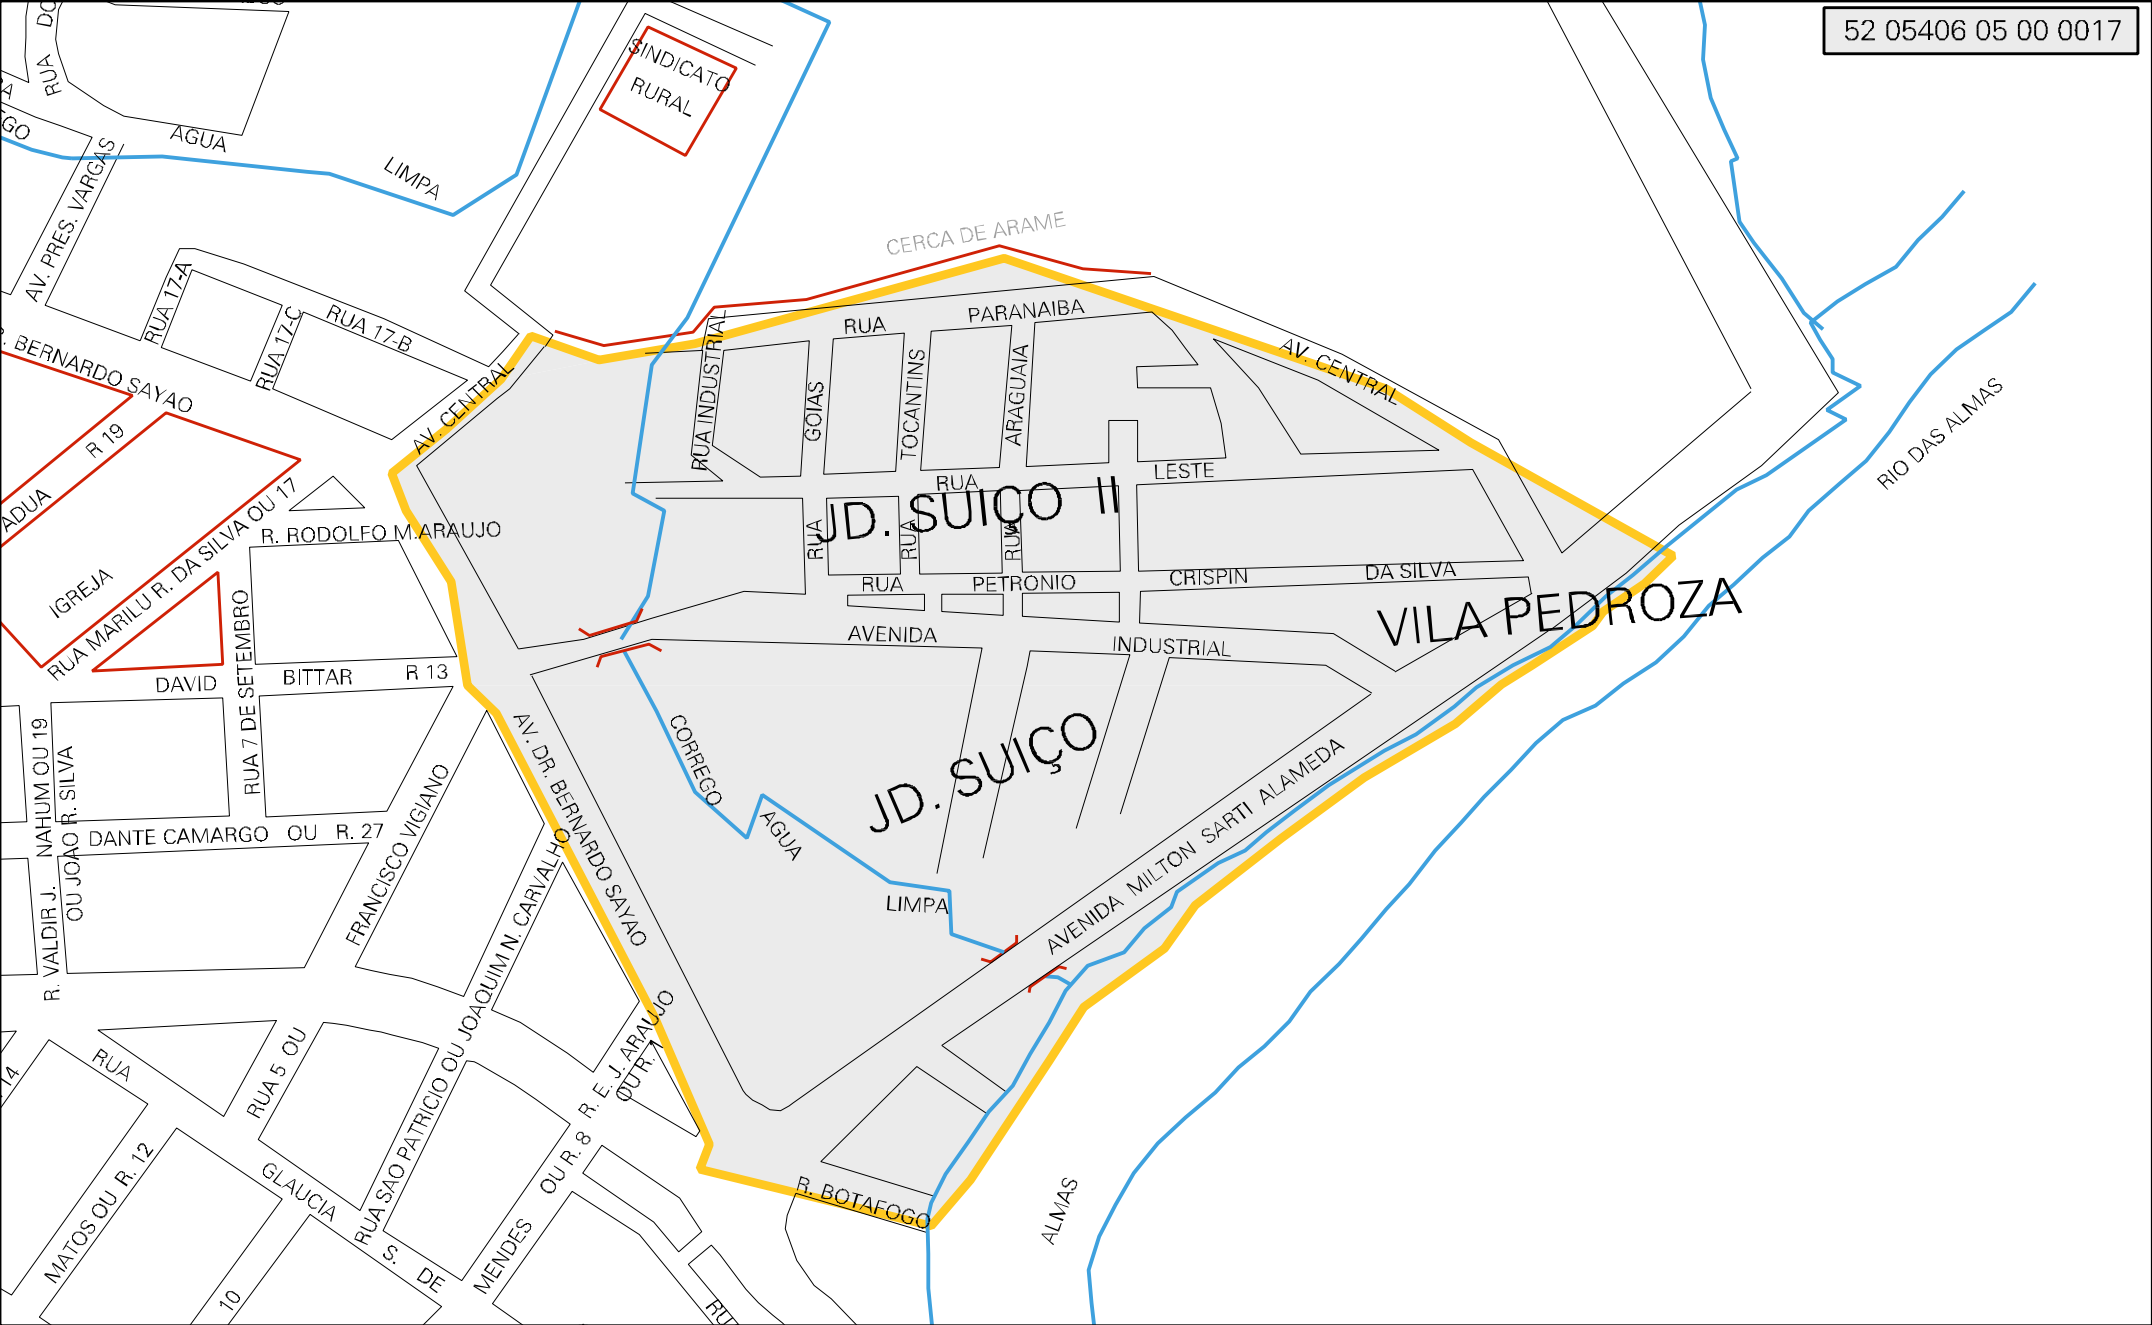 52 05406 05 00 0017
RUA DO
SINDICATO
RURAL
AGUA
LIMPA
AV. PRES. VARGAS
CERCA DE ARAME
RUA 17-A
RUA 17-C
RUA 17-B
BERNARDO SAYAO
AV. CENTRAL
R 19
RUA INDUSTRIAL
RUA PARANAIBA
GOIAS
TOCANTINS
ARAGUAIA
AV. CENTRAL
RIO DAS ALMAS
RUA LESTE
JD. SUIÇO II
RUA
RUA
RUA
RUA PETRONIO CRISPIN DA SILVA
VILA PEDROZA
AVENIDA INDUSTRIAL
IGREJA
RUA MARILU R. DA SILVA OU 17
R. RODOLFO M.ARAUJO
DAVID BITTAR R 13
RUA 7 DE SETEMBRO
R. VALDIR J. NAHUM OU 19
OU JOAO R. SILVA
DANTE CAMARGO OU R. 27
FRANCISCO VIGIANO
AV. DR. BERNARDO SAYAO
CORREGO
AGUA
LIMPA
JD. SUIÇO
AVENIDA MILTON SARTI ALAMEDA
RUA SAO PATRICIO OU JOAQUIM N. CARVALHO
R. E. J. ARAUJO
OU R. 7
RUA 5 OU
14
RUA
GLAUCIA
S. DE
MATOS OU R. 12
10
MENDES OU R. 8
R. BOTAFOGO
ALMAS